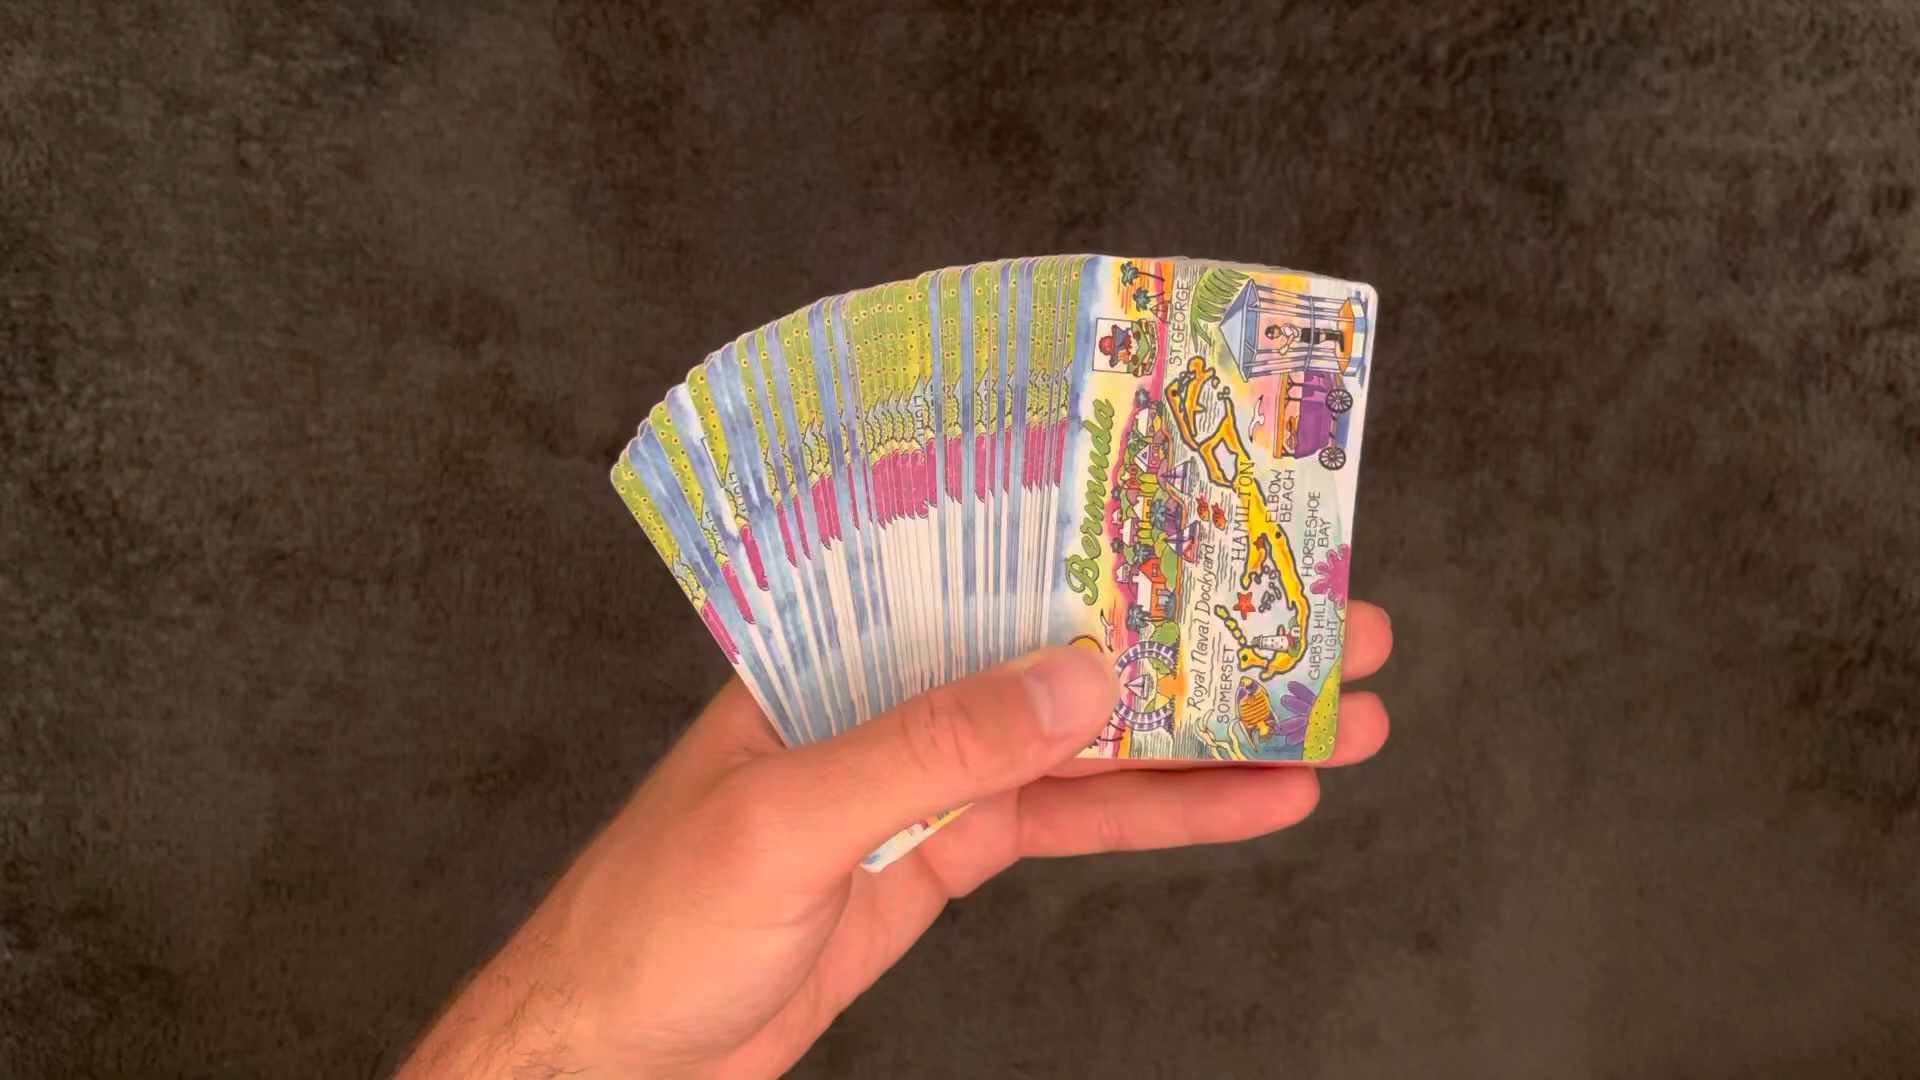 Bermuda
ST.GEORGE
Royal Naval Dockyard
HAMILTON
SOMERSET
ELBOW
BEACH
HORSESHOE
BAY
GIBB'S HILL
LIGHT